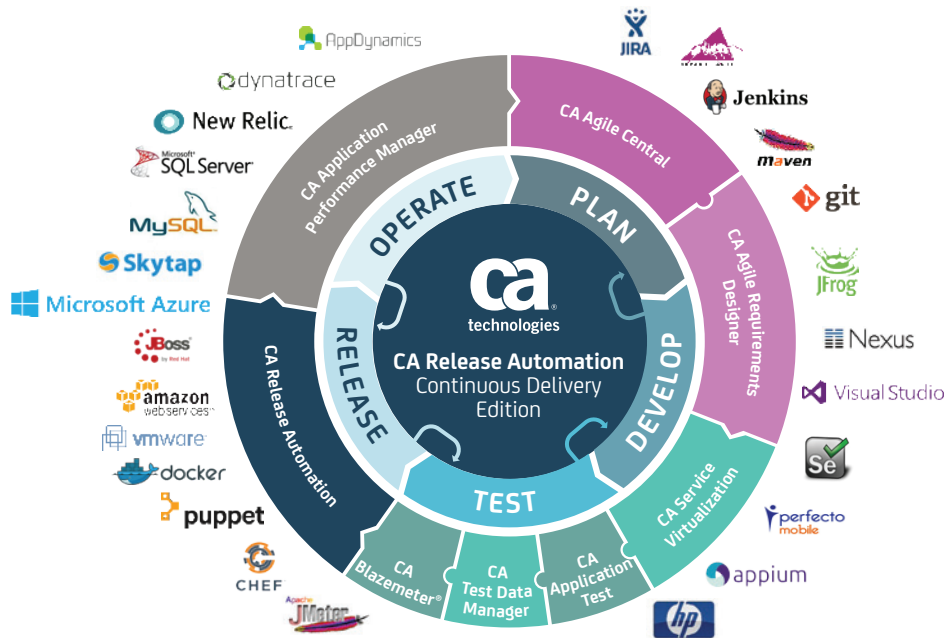 AppDynamics
dynatrace
New Relic.
Microsoft®
SQL Server®
MySQL
Skytap
Microsoft Azure
JBoss®
by Red Hat
amazon
webservices™
vmware®
docker
puppet
CHEF
Apache
JMeter
JIRA
Jenkins
maven
git
JFrog
Nexus
Visual Studio
Se
perfecto
mobile
appium
hp
CA Application
Performance Manager
CA Agile Central
CA Agile Requirements
Designer
CA Service
Virtualization
CA
Application
Test
CA
Test Data
Manager
CA
Blazemeter®
CA Release Automation
OPERATE
PLAN
DEVELOP
TEST
RELEASE
ca®
technologies
CA Release Automation
Continuous Delivery
Edition